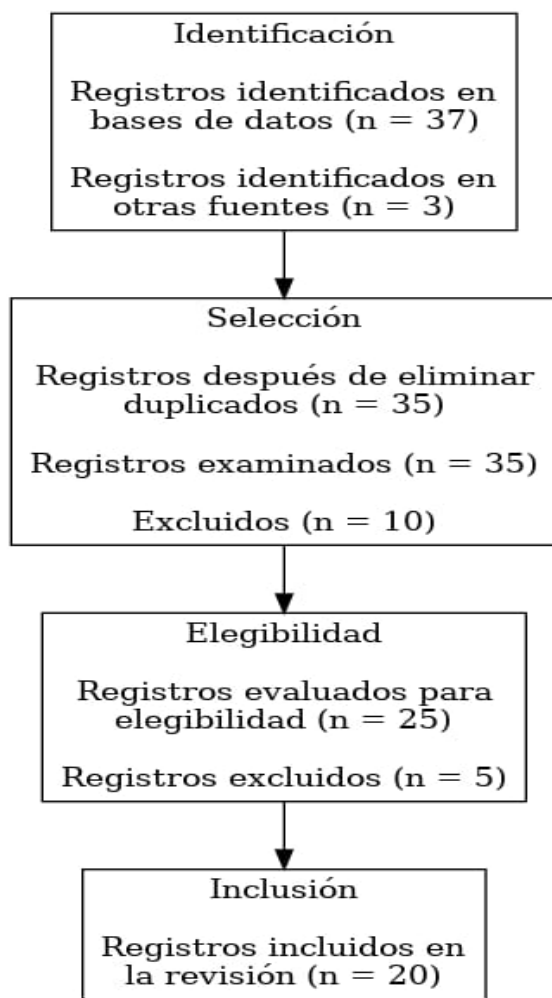 Identificación
Registros identificados en
bases de datos (n = 37)
Registros identificados en
otras fuentes (n = 3)
Selección
Registros después de eliminar
duplicados (n = 35)
Registros examinados (n = 35)
Excluidos (n = 10)
Elegibilidad
Registros evaluados para
elegibilidad (n = 25)
Registros excluidos (n = 5)
Inclusión
Registros incluidos en
la revisión (n = 20)